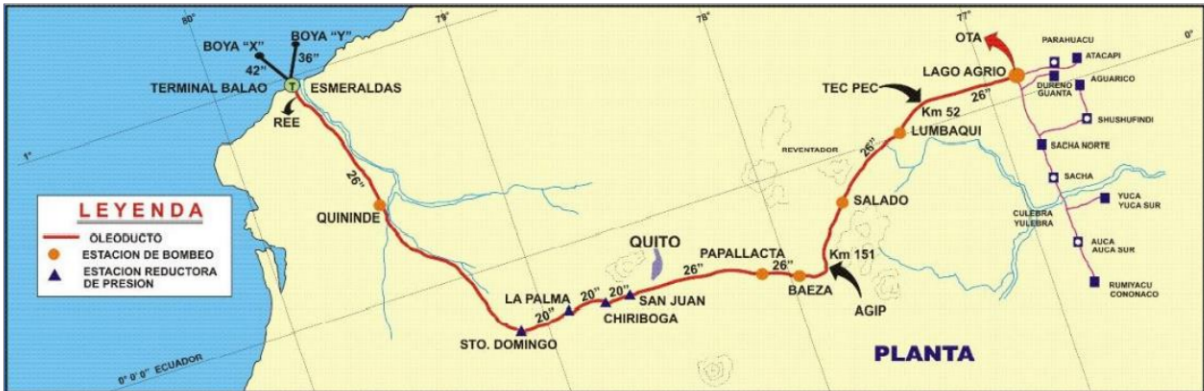 80°
79°
78°
77°
0°
BOYA “X”
BOYA “Y”
42”
36”
TERMINAL BALAO
T
ESMERALDAS
REE
1°
26”
QUININDE
LEYENDA
OLEODUCTO
ESTACION DE BOMBEO
ESTACION REDUCTORA
DE PRESION
0° 0’ 0” ECUADOR
STO. DOMINGO
20”
LA PALMA
20”
CHIRIBOGA
20”
SAN JUAN
QUITO
26”
PAPALLACTA
26”
BAEZA
Km 151
AGIP
SALADO
26”
REVENTADOR
LUMBAQUI
Km 52
TEC PEC
26”
LAGO AGRIO
OTA
PARAHUACU
ATACAPI
DURENO
GUANTA
AGUARICO
SHUSHUFINDI
SACHA NORTE
SACHA
CULEBRA
YULEBRA
YUCA
YUCA SUR
AUCA
AUCA SUR
RUMIYACU
CONONACO
PLANTA